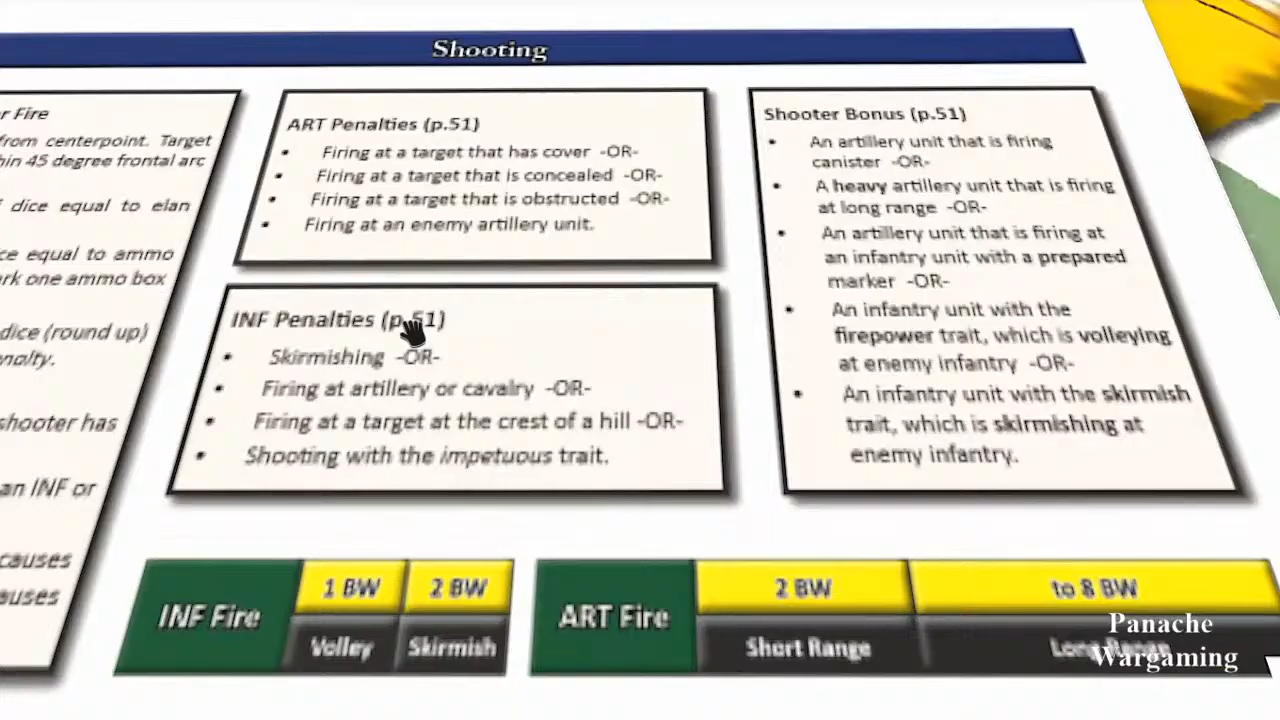 Shooting
r Fire
from centerpoint. Target
hin 45 degree frontal arc
dice equal to elan
ce equal to ammo
ark one ammo box
dice (round up)
nalty.
shooter has
an INF or
causes
auses
ART Penalties (p.51)
• Firing at a target that has cover -OR-
• Firing at a target that is concealed -OR-
• Firing at a target that is obstructed -OR-
• Firing at an enemy artillery unit.
INF Penalties (p.51)
• Skirmishing -OR-
• Firing at artillery or cavalry -OR-
• Firing at a target at the crest of a hill -OR-
• Shooting with the impetuous trait.
Shooter Bonus (p.51)
• An artillery unit that is firing
canister -OR-
• A heavy artillery unit that is firing
at long range -OR-
• An artillery unit that is firing at
an infantry unit with a prepared
marker -OR-
• An infantry unit with the
firepower trait, which is volleying
at enemy infantry -OR-
• An infantry unit with the skirmish
trait, which is skirmishing at
enemy infantry.
INF Fire
1 BW
2 BW
Volley
Skirmish
ART Fire
2 BW
to 8 BW
Short Range
Long Range
Panache
Wargaming